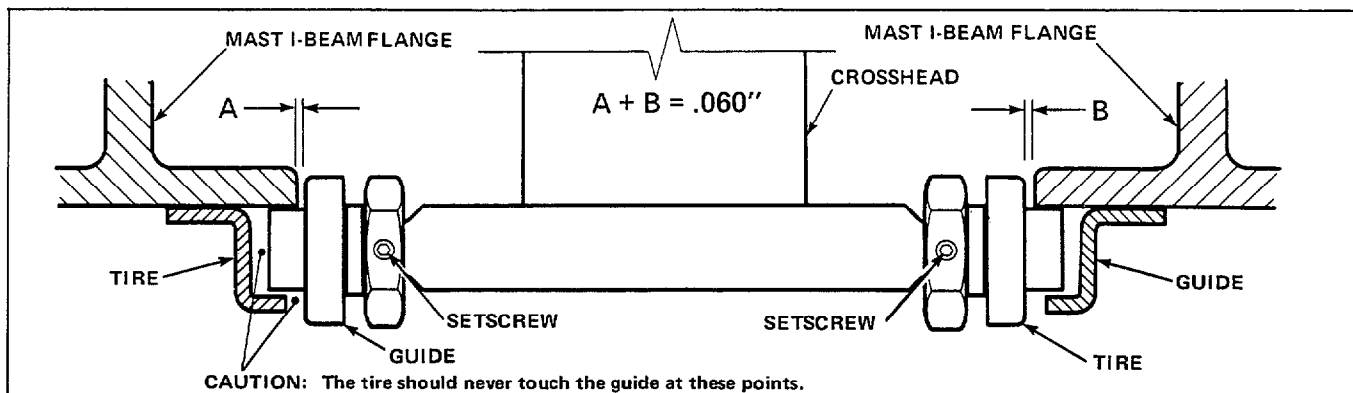 MAST I-BEAM FLANGE
MAST I-BEAM FLANGE
CROSSHEAD
A
A + B = .060"
B
TIRE
GUIDE
SETSCREW
SETSCREW
GUIDE
TIRE
CAUTION: The tire should never touch the guide at these points.